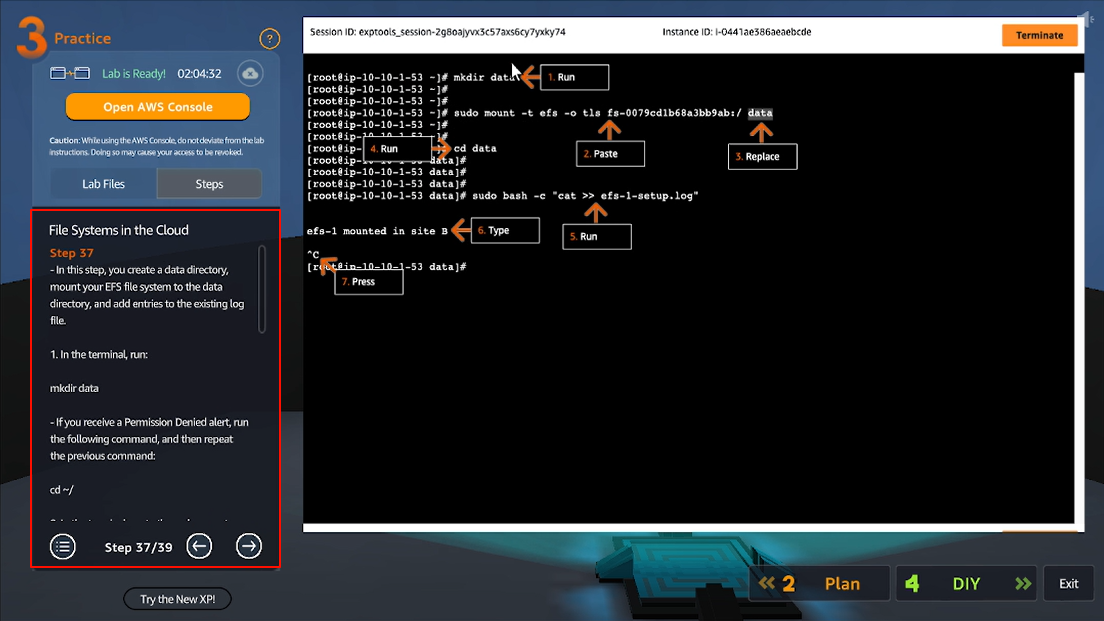 3 Practice
?
Lab is Ready! 02:04:32
Open AWS Console
Caution: While using the AWS Console, do not deviate from the lab
instructions. Doing so may cause your access to be revoked.
Lab Files
Steps
File Systems in the Cloud
Step 37
- In this step, you create a data directory,
mount your EFS file system to the data
directory, and add entries to the existing log
file.
1. In the terminal, run:
mkdir data
- If you receive a Permission Denied alert, run
the following command, and then repeat
the previous command:
cd ~/
Step 37/39
Try the New XP!
Session ID: exptools_session-2g8oajyvx3c57axs6cy7yxky74
Instance ID: i-0441ae386aeaebcde
Terminate
[root@ip-10-10-1-53 ~]# mkdir data
1. Run
[root@ip-10-10-1-53 ~]#
[root@ip-10-10-1-53 ~]#
[root@ip-10-10-1-53 ~]# sudo mount -t efs -o tls fs-0079cd1b68a3bb9ab:/ data
[root@ip-10-10-1-53 ~]#
[root@ip-10-10-1-53 ~]#
cd data
4. Run
2. Paste
3. Replace
[root@ip-10-10-1-53 data]#
[root@ip-10-10-1-53 data]#
[root@ip-10-10-1-53 data]#
[root@ip-10-10-1-53 data]# sudo bash -c "cat >> efs-1-setup.log"
efs-1 mounted in site B
6. Type
5. Run
^C
[root@ip-10-10-1-53 data]#
7. Press
2 Plan
4 DIY
Exit